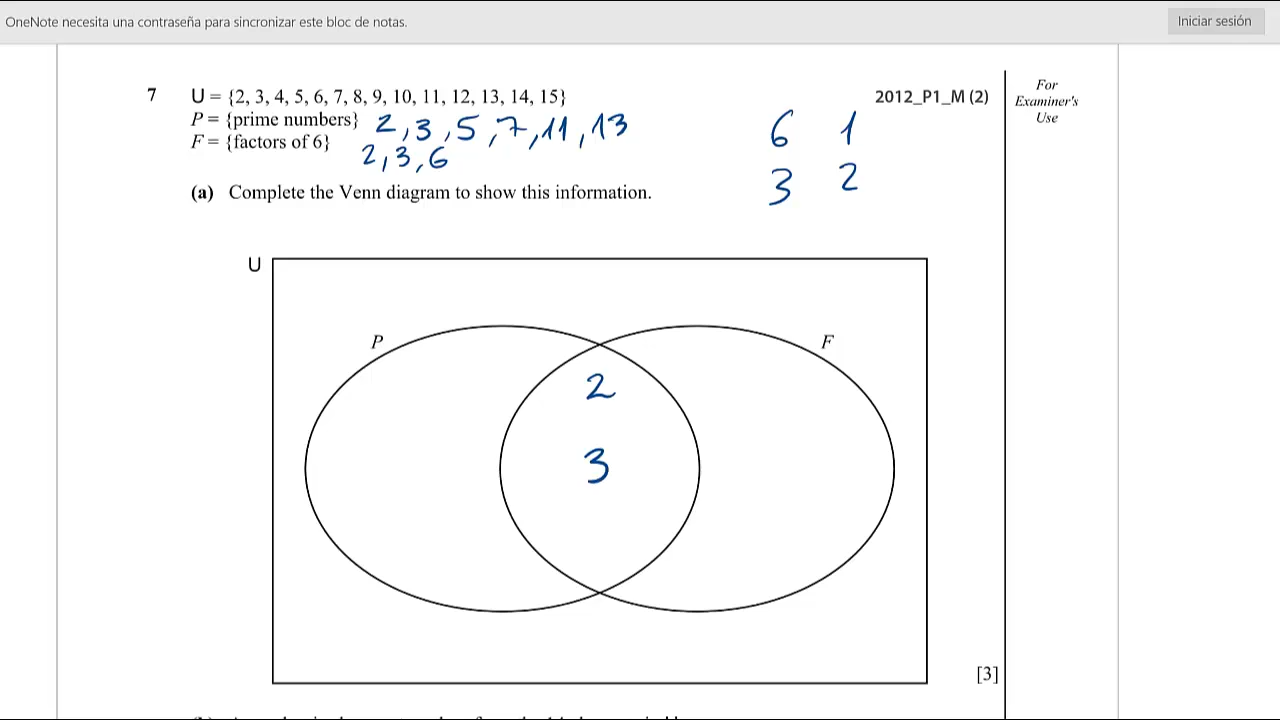 OneNote necesita una contraseña para sincronizar este bloc de notas.
Iniciar sesión
7 U = {2, 3, 4, 5, 6, 7, 8, 9, 10, 11, 12, 13, 14, 15}
2012_P1_M (2)
For
Examiner's
Use
P = {prime numbers} 2, 3, 5, 7, 11, 13
F = {factors of 6} 2, 3, 6
6 1
3 2
(a) Complete the Venn diagram to show this information.
U
P
F
2
3
[3]